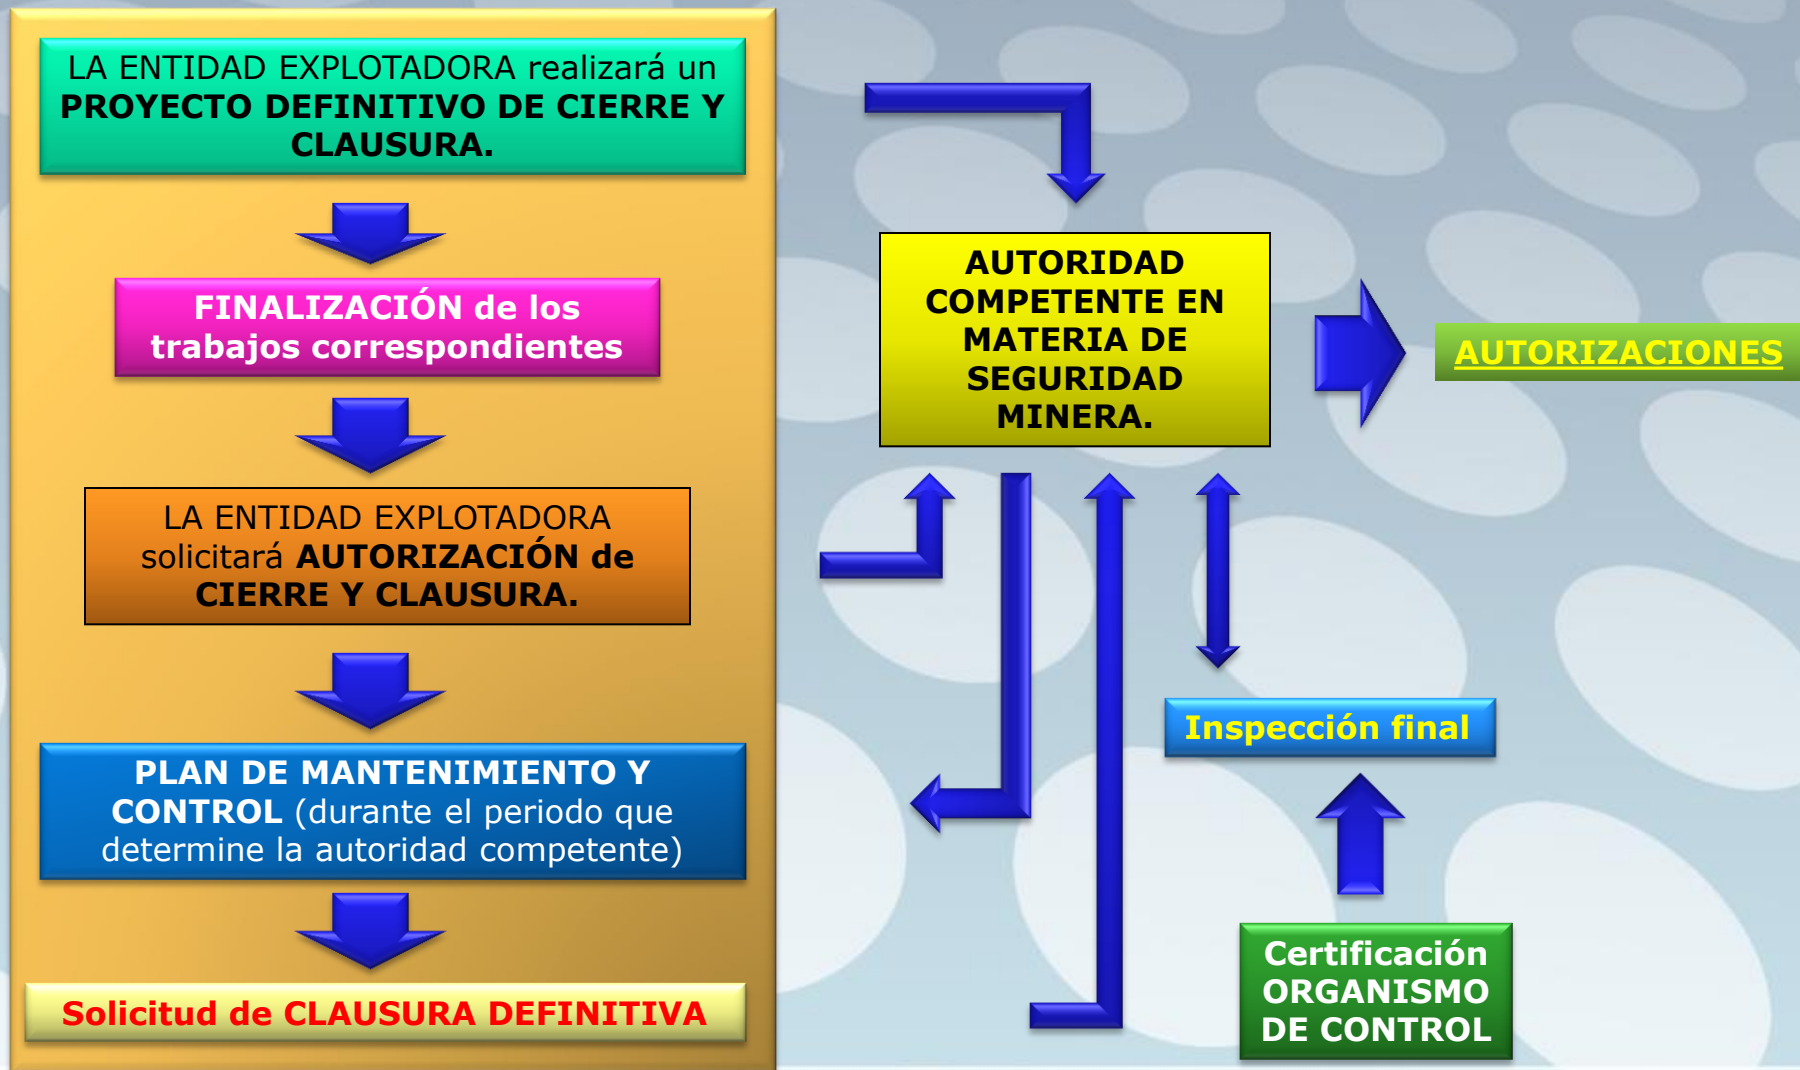 LA ENTIDAD EXPLOTADORA realizará un
PROYECTO DEFINITIVO DE CIERRE Y
CLAUSURA.
FINALIZACIÓN de los
trabajos correspondientes
LA ENTIDAD EXPLOTADORA
solicitará AUTORIZACIÓN de
CIERRE Y CLAUSURA.
PLAN DE MANTENIMIENTO Y
CONTROL (durante el periodo que
determine la autoridad competente)
Solicitud de CLAUSURA DEFINITIVA
AUTORIDAD
COMPETENTE EN
MATERIA DE
SEGURIDAD
MINERA.
AUTORIZACIONES
Inspección final
Certificación
ORGANISMO
DE CONTROL